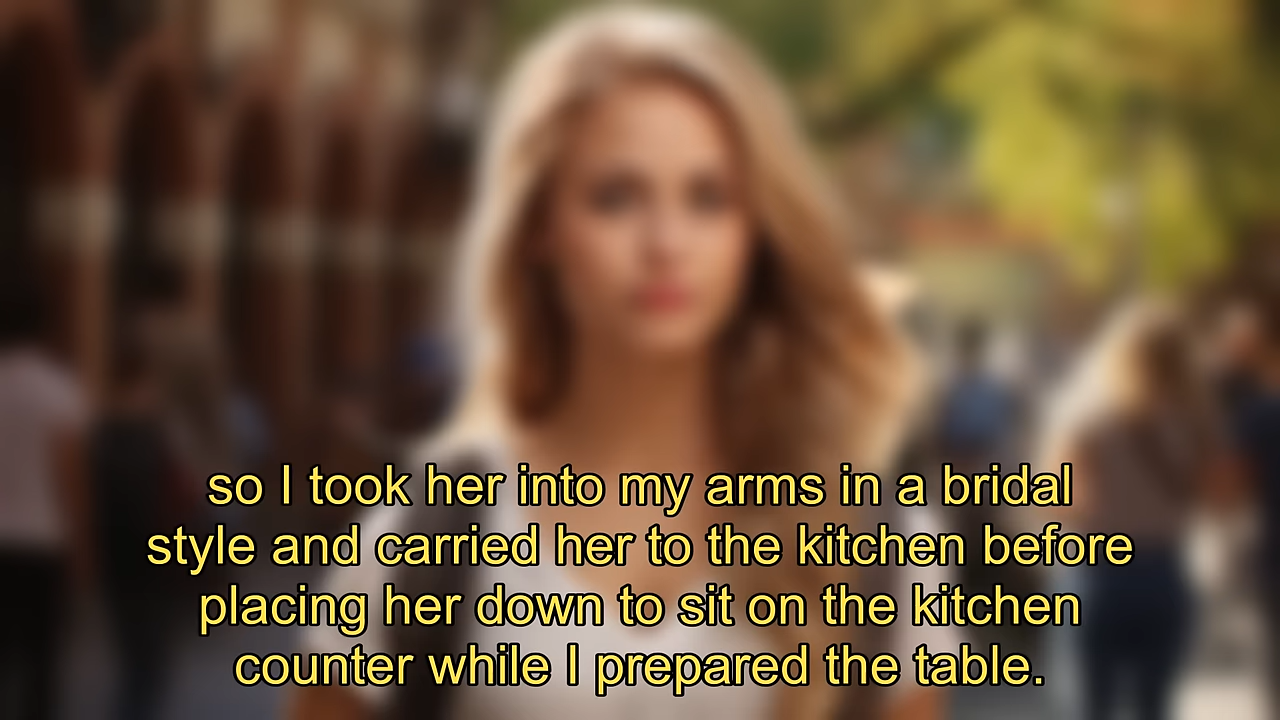 so I took her into my arms in a bridal
style and carried her to the kitchen before
placing her down to sit on the kitchen
counter while I prepared the table.